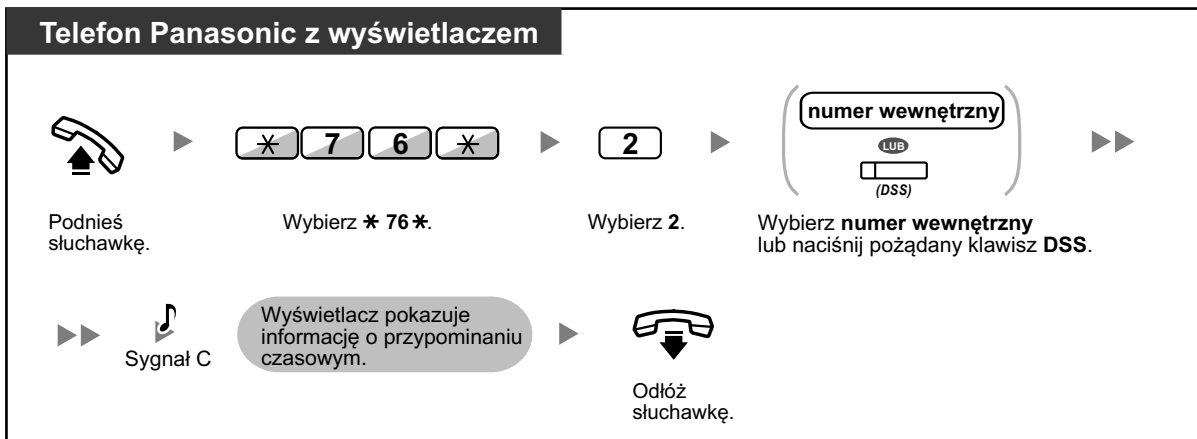 Telefon Panasonic z wyświetlaczem
numer wewnętrzny
LUB
(DSS)
* 7 6 *
2
Podnieś
słuchawkę.
Wybierz * 76 *.
Wybierz 2.
Wybierz numer wewnętrzny
lub naciśnij pożądany klawisz DSS.
Sygnał C
Wyświetlacz pokazuje
informację o przypominaniu
czasowym.
Odłóż
słuchawkę.